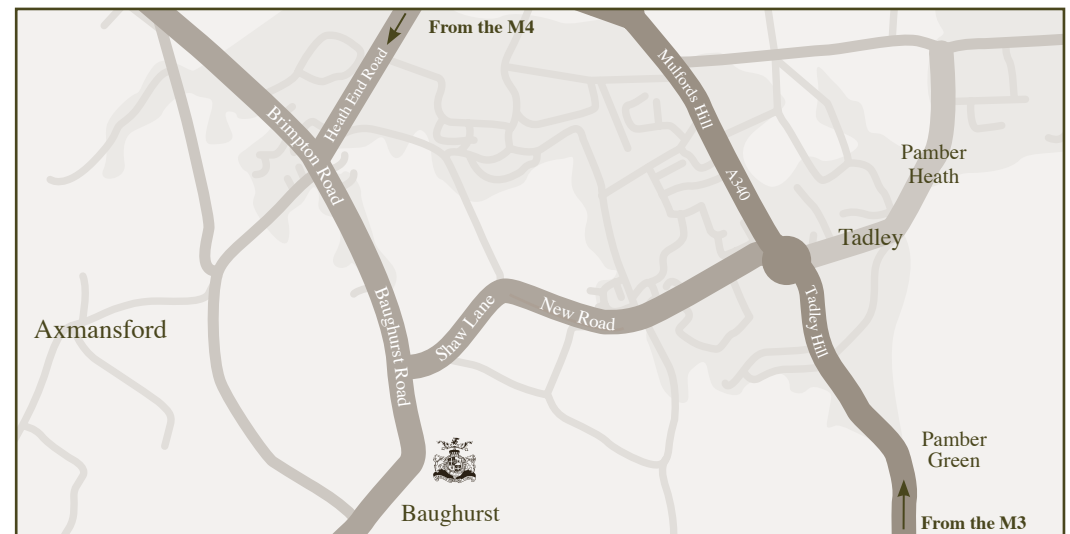 From the M4
Heath End Road
Mulfords Hill
Brimpton Road
Pamber
Heath
A340
Tadley
Baughurst Road
Shaw Lane
New Road
Tadley Hill
Axmansford
Pamber
Green
Baughurst
From the M3